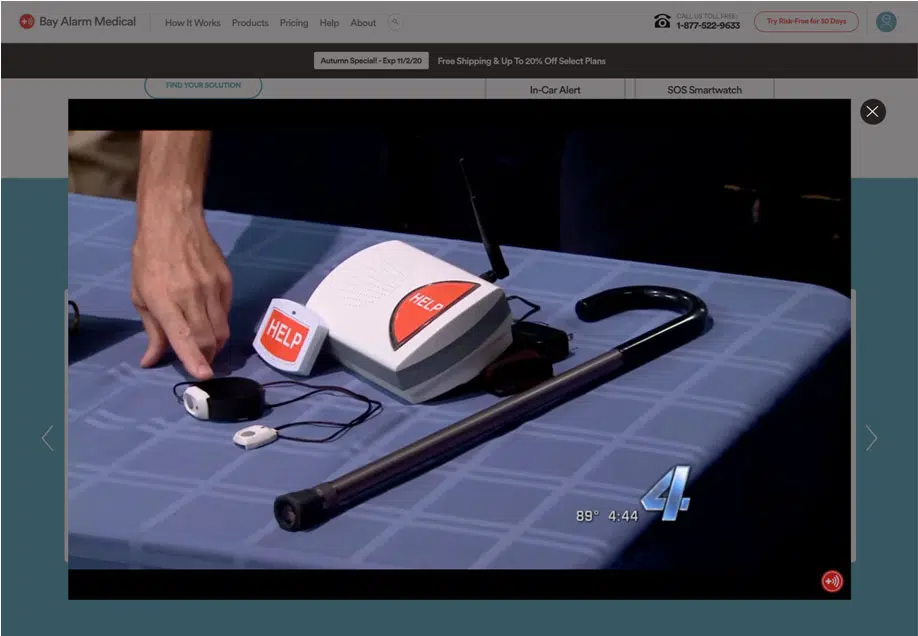 Bay Alarm Medical
How It Works
Products
Pricing
Help
About
CALL US TOLL FREE:
1-877-522-9633
Try Risk-Free for 30 Days
Autumn Special! - Exp 11/2/20
Free Shipping & Up To 20% Off Select Plans
FIND YOUR SOLUTION
In-Car Alert
SOS Smartwatch
HELP
HELP
89° 4:44
4